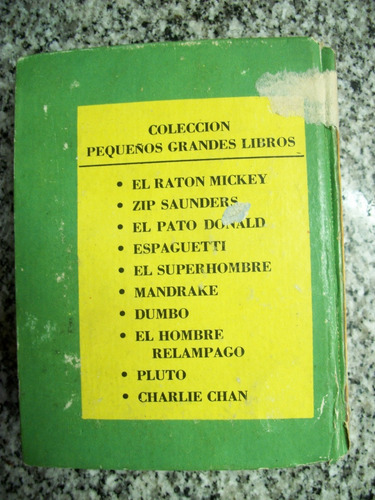 COLECCION
PEQUEÑOS GRANDES LIBROS
• EL RATON MICKEY
• ZIP SAUNDERS
• EL PATO DONALD
• ESPAGUETTI
• EL SUPERHOMBRE
• MANDRAKE
• DUMBO
• EL HOMBRE
RELAMPAGO
• PLUTO
• CHARLIE CHAN